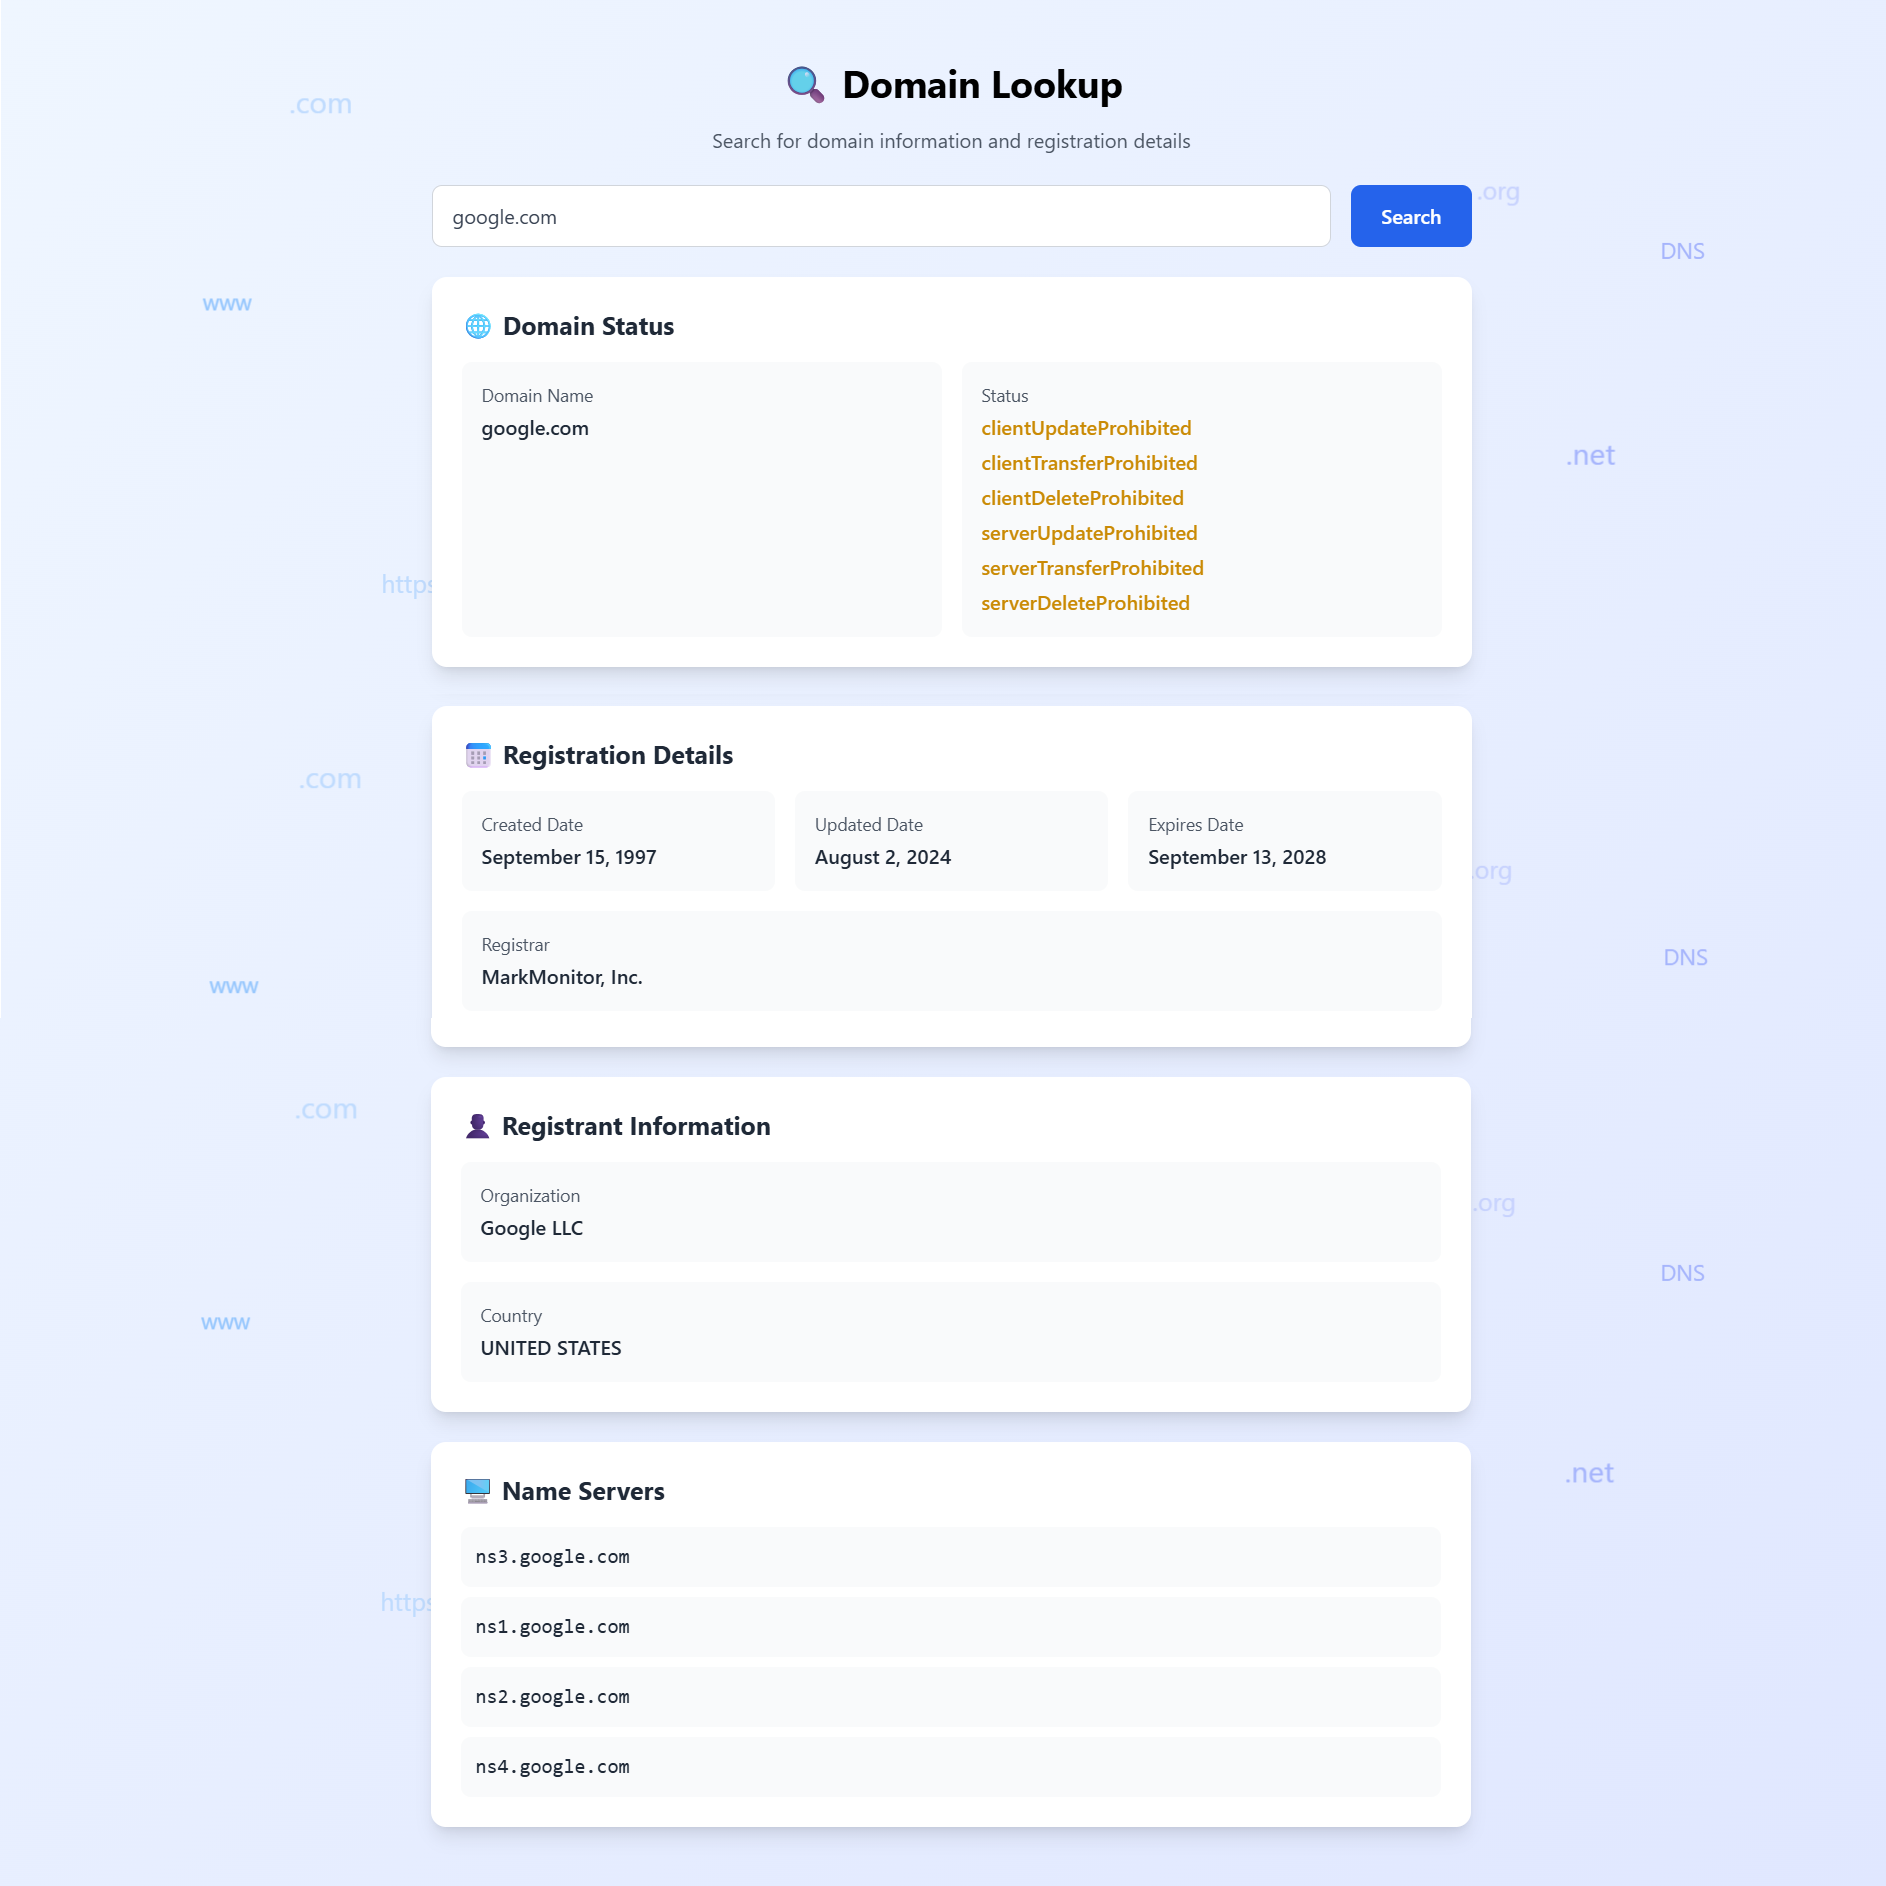 .com
Domain Lookup
Search for domain information and registration details
.org
google.com
Search
DNS
www
Domain Status
Domain Name
google.com
Status
clientUpdateProhibited
clientTransferProhibited
clientDeleteProhibited
serverUpdateProhibited
serverTransferProhibited
serverDeleteProhibited
.net
https
.com
Registration Details
Created Date
September 15, 1997
Updated Date
August 2, 2024
Expires Date
September 13, 2028
.org
Registrar
MarkMonitor, Inc.
DNS
www
.com
Registrant Information
Organization
Google LLC
.org
DNS
Country
UNITED STATES
www
.net
Name Servers
ns3.google.com
https
ns1.google.com
ns2.google.com
ns4.google.com